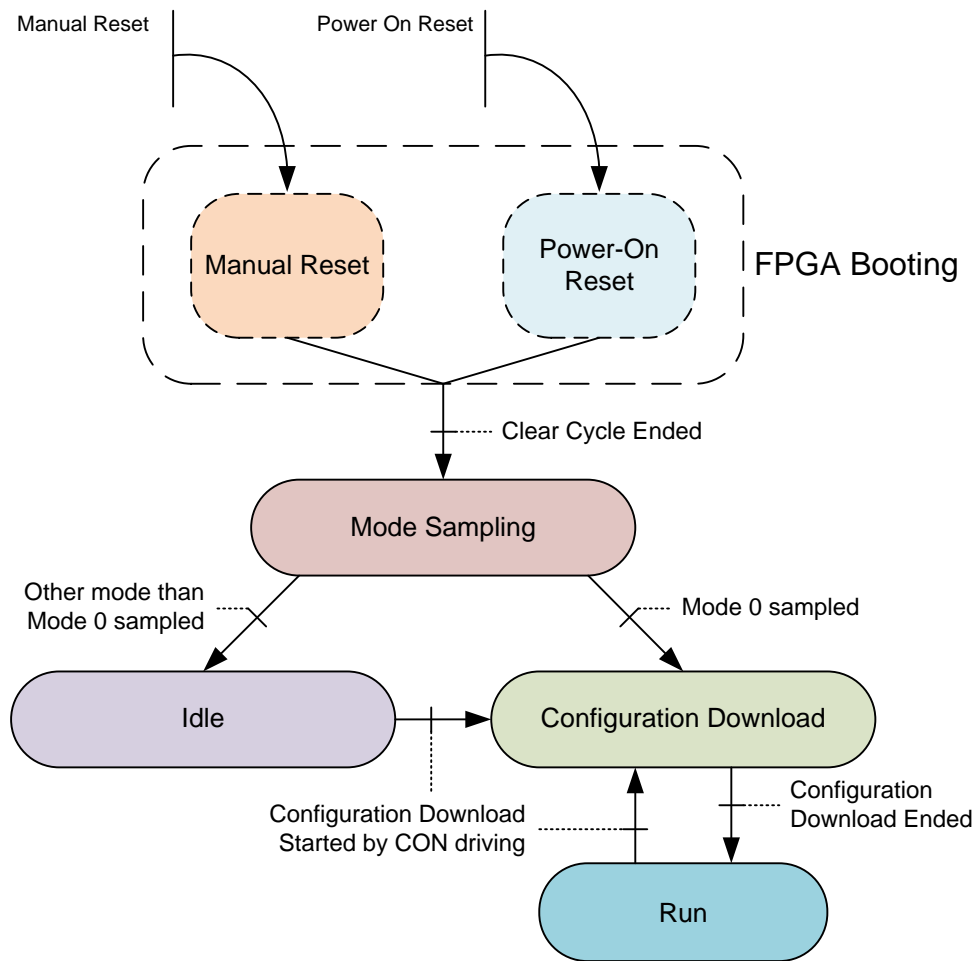 Manual Reset
Power On Reset
Manual Reset
Power-On
Reset
FPGA Booting
Clear Cycle Ended
Mode Sampling
Other mode than
Mode 0 sampled
Mode 0 sampled
Idle
Configuration Download
Configuration Download
Started by CON driving
Configuration
Download Ended
Run